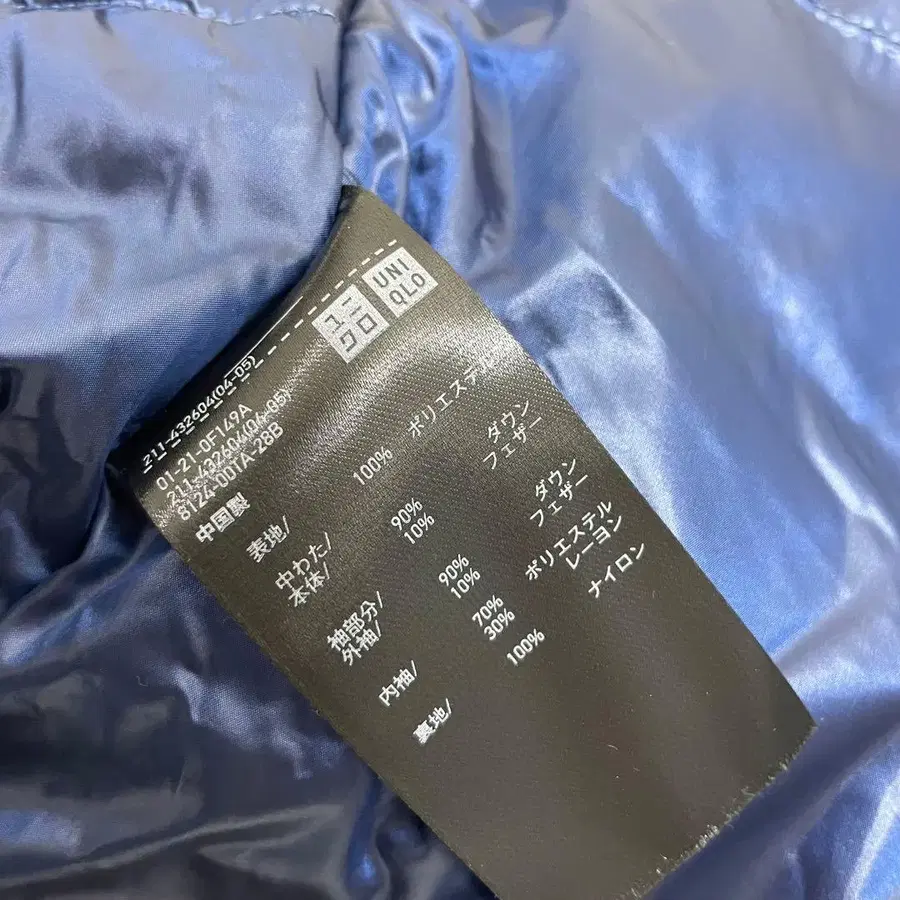 ユニ
クロ
UNI
QLO
211-432604(04-05)
01-21-0F149A
211-432604(04-05)
8124-001A-28B
中国製
表地/ 100% ポリエステル
中わた/
本体/ 90% ダウン
10% フェザー
袖部分/
外袖/ 90% ダウン
10% フェザー
内袖/ 70% ポリエステル
30% レーヨン
裏地/ 100% ナイロン